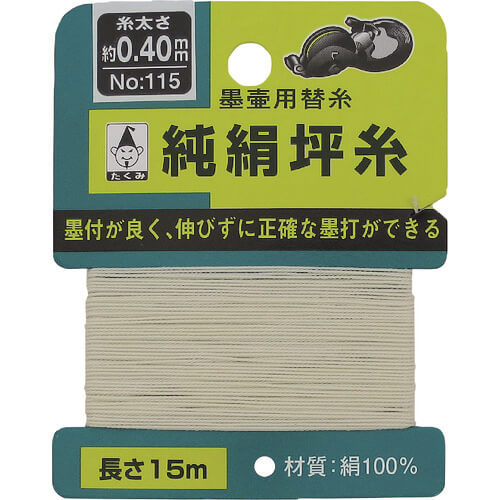 糸太さ
約0.40mm
No:115
墨壷用替糸
たくみ
純絹坪糸
墨付が良く、伸びずに正確な墨打ができる
長さ15m
材質:絹100%